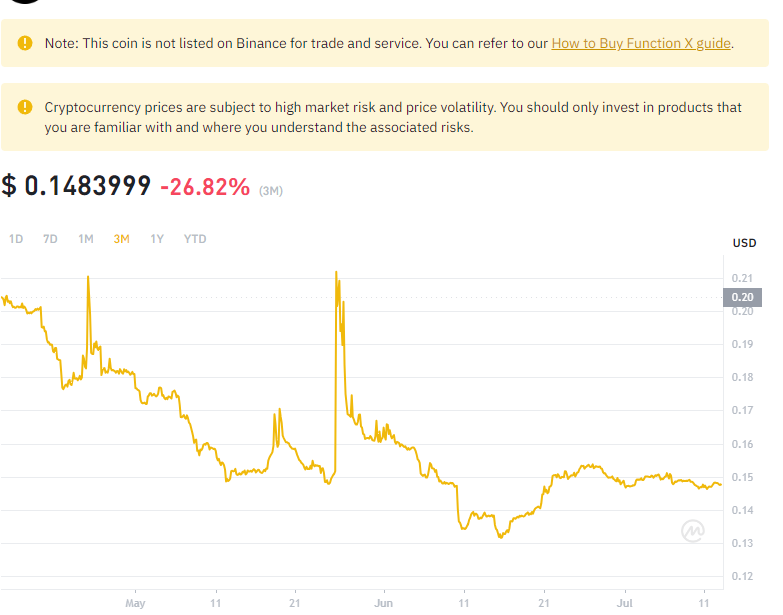 Note: This coin is not listed on Binance for trade and service. You can refer to our How to Buy Function X guide.
Cryptocurrency prices are subject to high market risk and price volatility. You should only invest in products that
you are familiar with and where you understand the associated risks.
$ 0.1483999 -26.82% (3M)
1D 7D 1M 3M 1Y YTD
USD
0.21
0.20
0.20
0.19
0.18
0.17
0.16
0.15
0.14
0.13
0.12
May 11 21 Jun 11 21 Jul 11